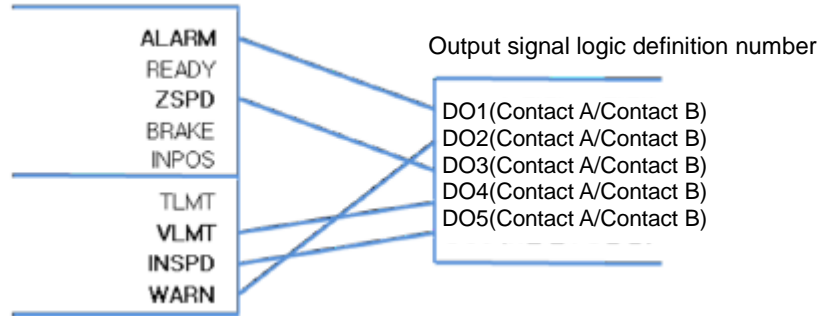 ALARM
READY
ZSPD
BRAKE
INPOS
TLMT
VLMT
INSPD
WARN
Output signal logic definition number
DO1(Contact A/Contact B)
DO2(Contact A/Contact B)
DO3(Contact A/Contact B)
DO4(Contact A/Contact B)
DO5(Contact A/Contact B)